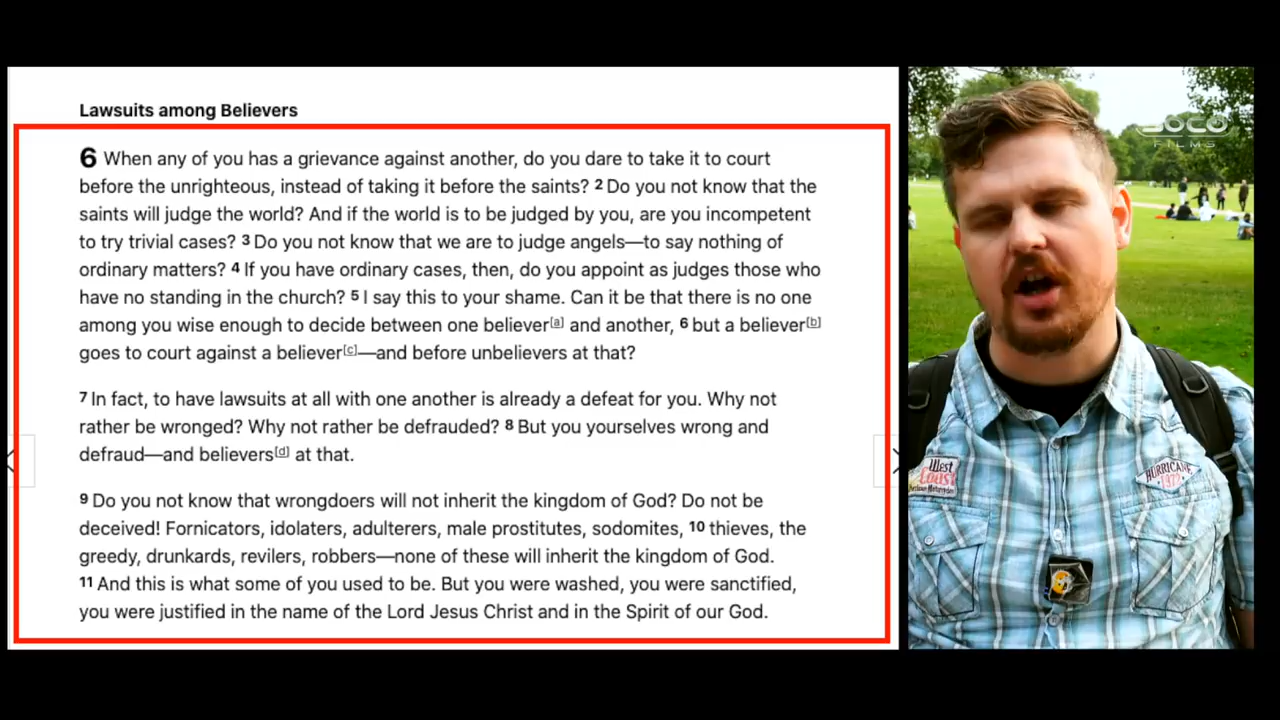 Lawsuits among Believers
6 When any of you has a grievance against another, do you dare to take it to court
before the unrighteous, instead of taking it before the saints? 2 Do you not know that the
saints will judge the world? And if the world is to be judged by you, are you incompetent
to try trivial cases? 3 Do you not know that we are to judge angels—to say nothing of
ordinary matters? 4 If you have ordinary cases, then, do you appoint as judges those who
have no standing in the church? 5 I say this to your shame. Can it be that there is no one
among you wise enough to decide between one believer[a] and another, 6 but a believer[b]
goes to court against a believer[c]—and before unbelievers at that?
7 In fact, to have lawsuits at all with one another is already a defeat for you. Why not
rather be wronged? Why not rather be defrauded? 8 But you yourselves wrong and
defraud—and believers[d] at that.
9 Do you not know that wrongdoers will not inherit the kingdom of God? Do not be
deceived! Fornicators, idolaters, adulterers, male prostitutes, sodomites, 10 thieves, the
greedy, drunkards, revilers, robbers—none of these will inherit the kingdom of God.
11 And this is what some of you used to be. But you were washed, you were sanctified,
you were justified in the name of the Lord Jesus Christ and in the Spirit of our God.
SOCO
FILMS
West
Coast
HURRICANE
1977